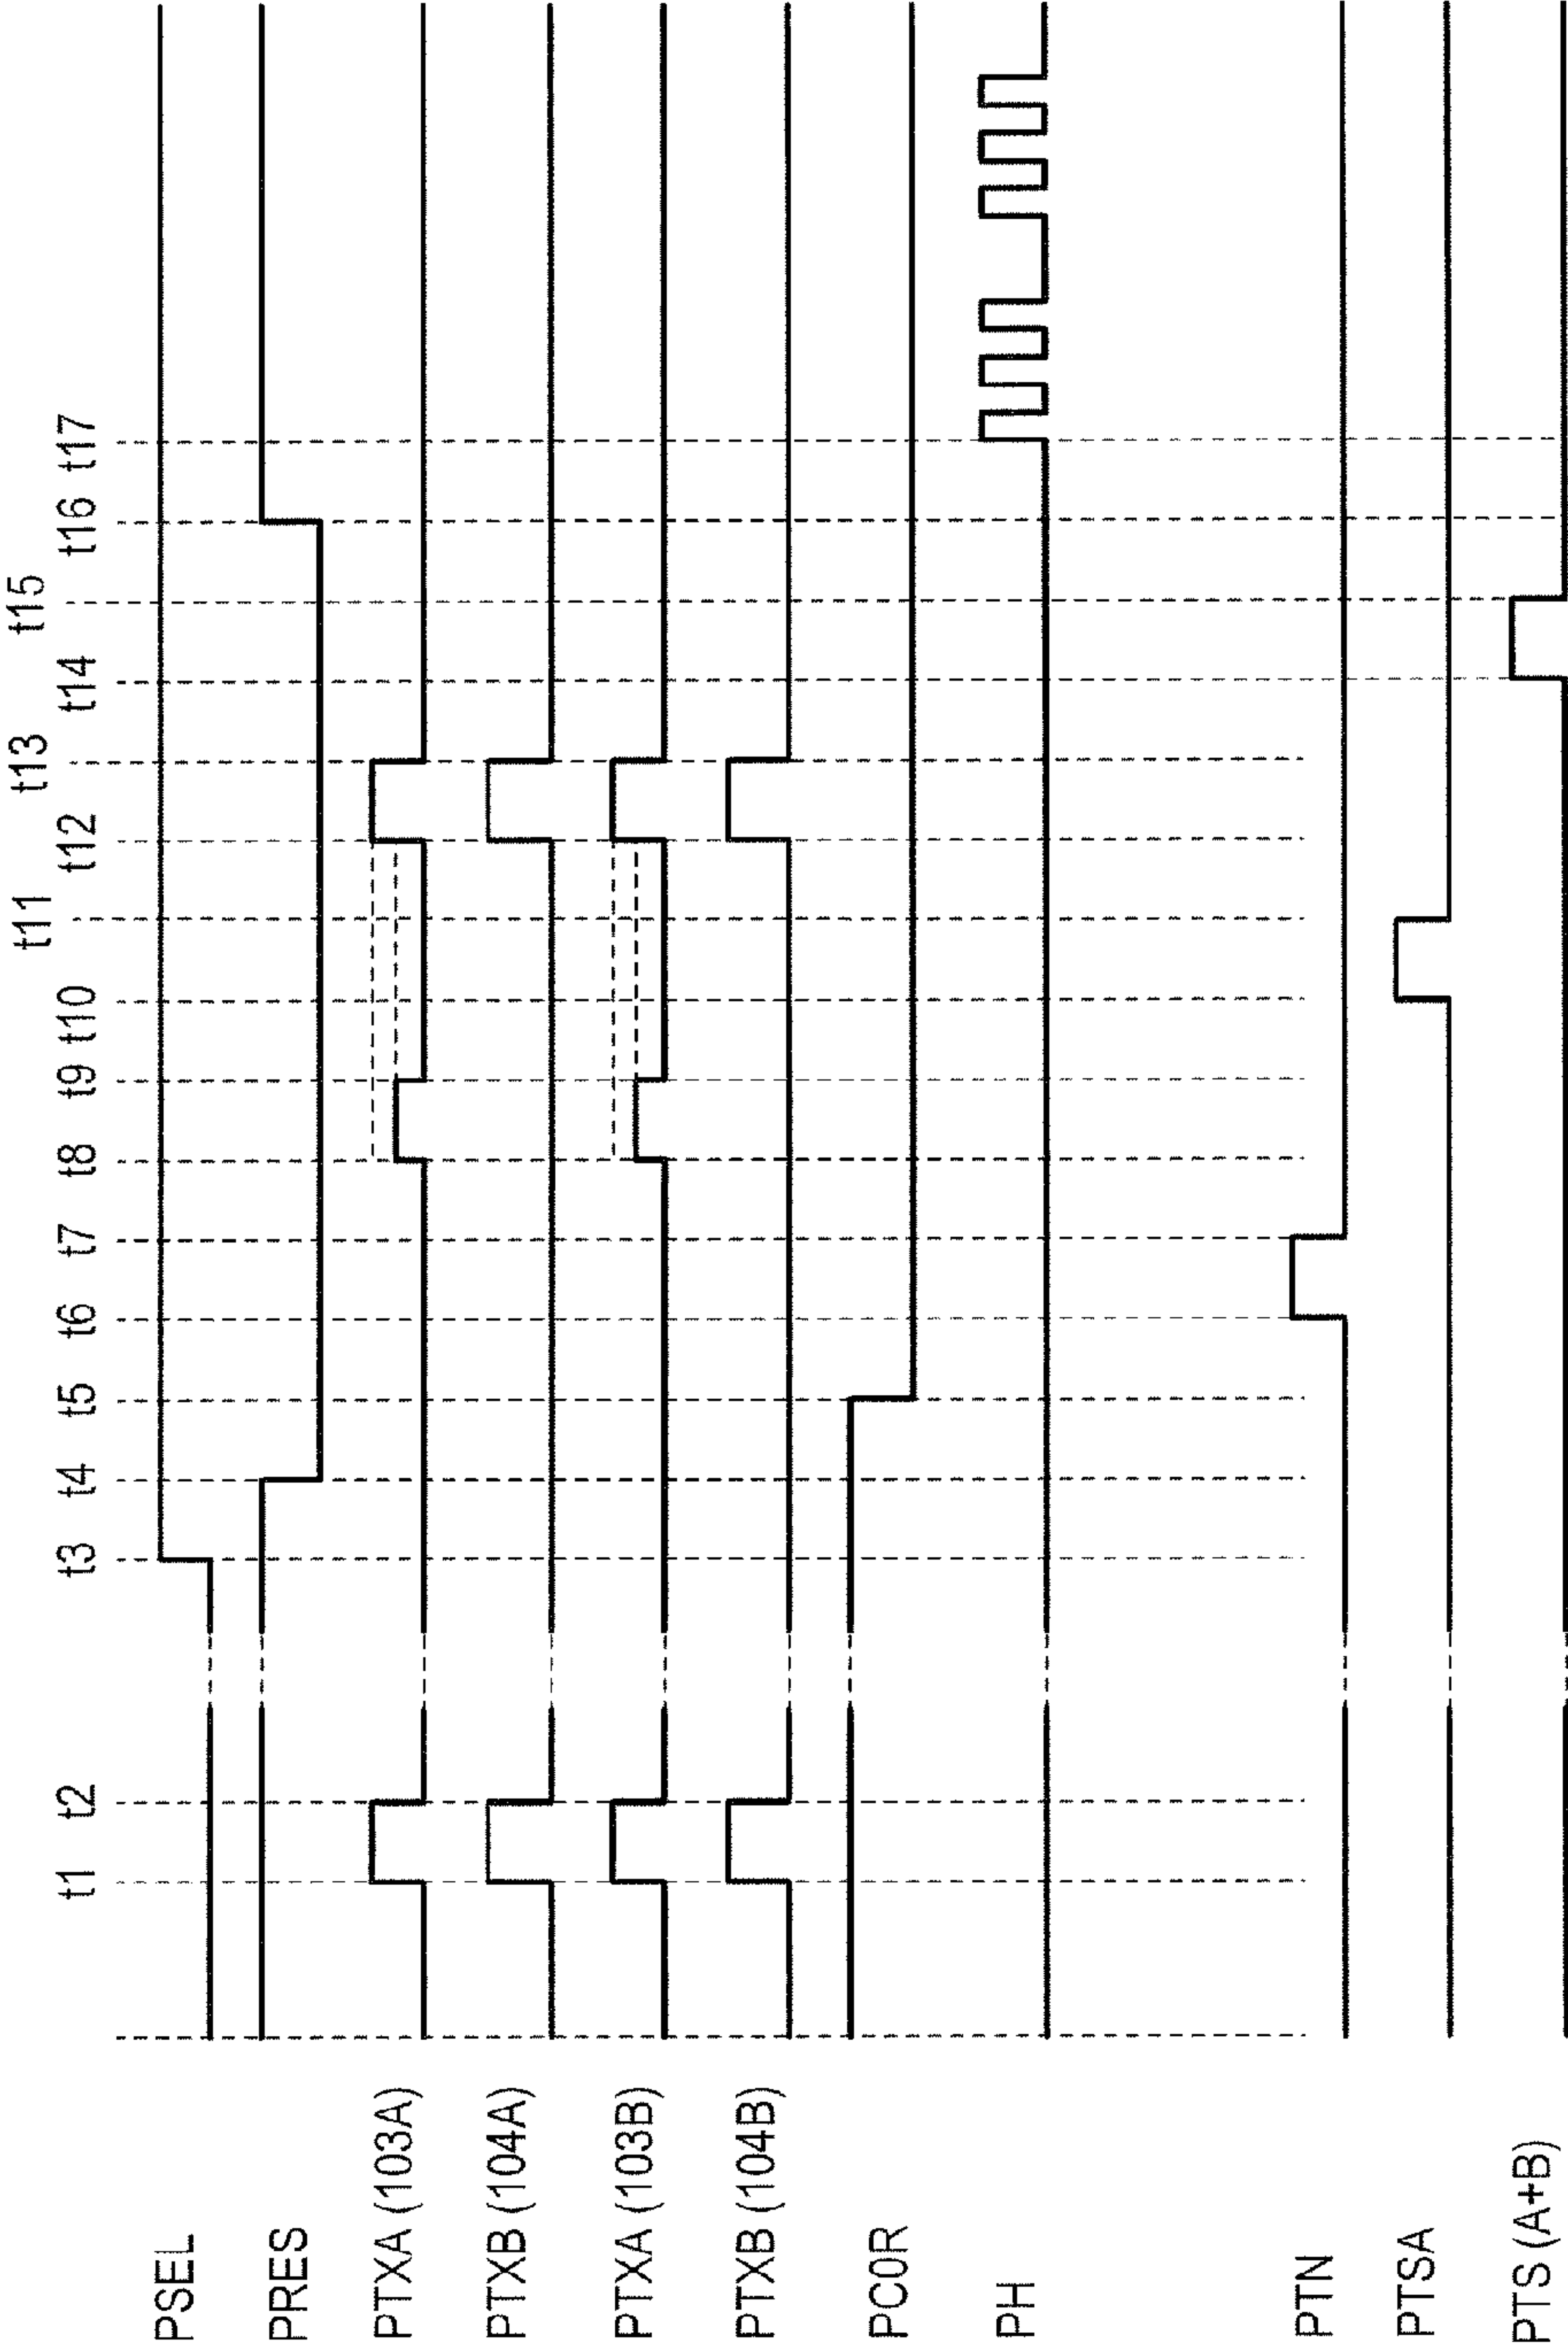 t1
t2
t3
t4
t5
t6
t7
t8
t9
t10
t11
t12
t13
t14
t15
t16
t17
PSEL
PRES
PTXA (103A)
PTXB (104A)
PTXA (103B)
PTXB (104B)
PC0R
PH
PTN
PTSA
PTS (A+B)